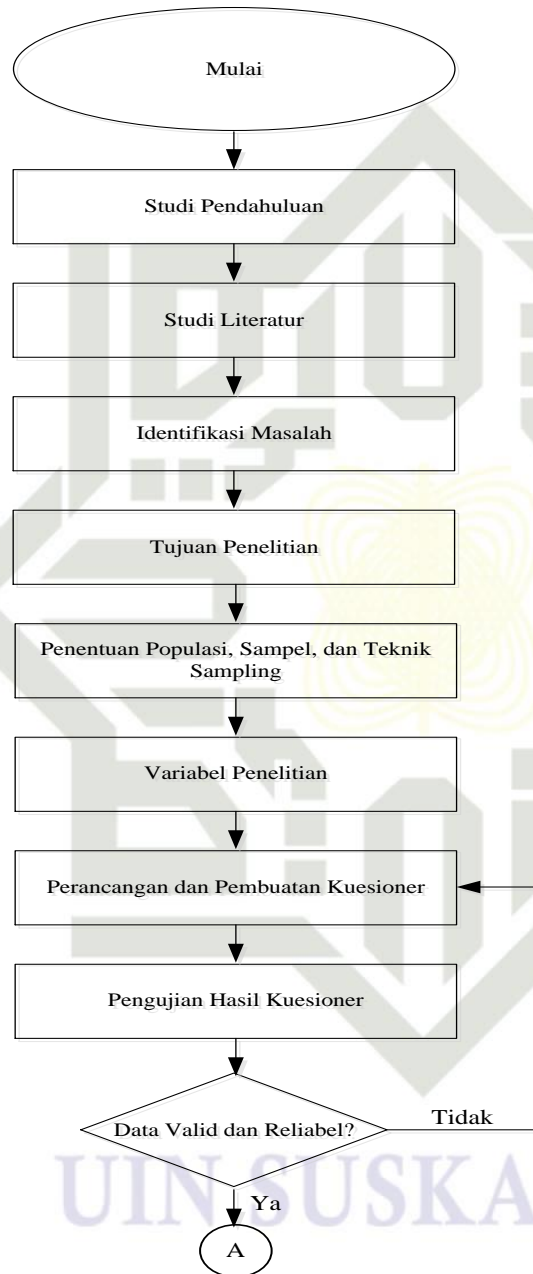 Mulai
Studi Pendahuluan
Studi Literatur
Identifikasi Masalah
Tujuan Penelitian
Penentuan Populasi, Sampel, dan Teknik
Sampling
Variabel Penelitian
Perancangan dan Pembuatan Kuesioner
Pengujian Hasil Kuesioner
Data Valid dan Reliabel?
Tidak
Ya
UIN SUSKA
A